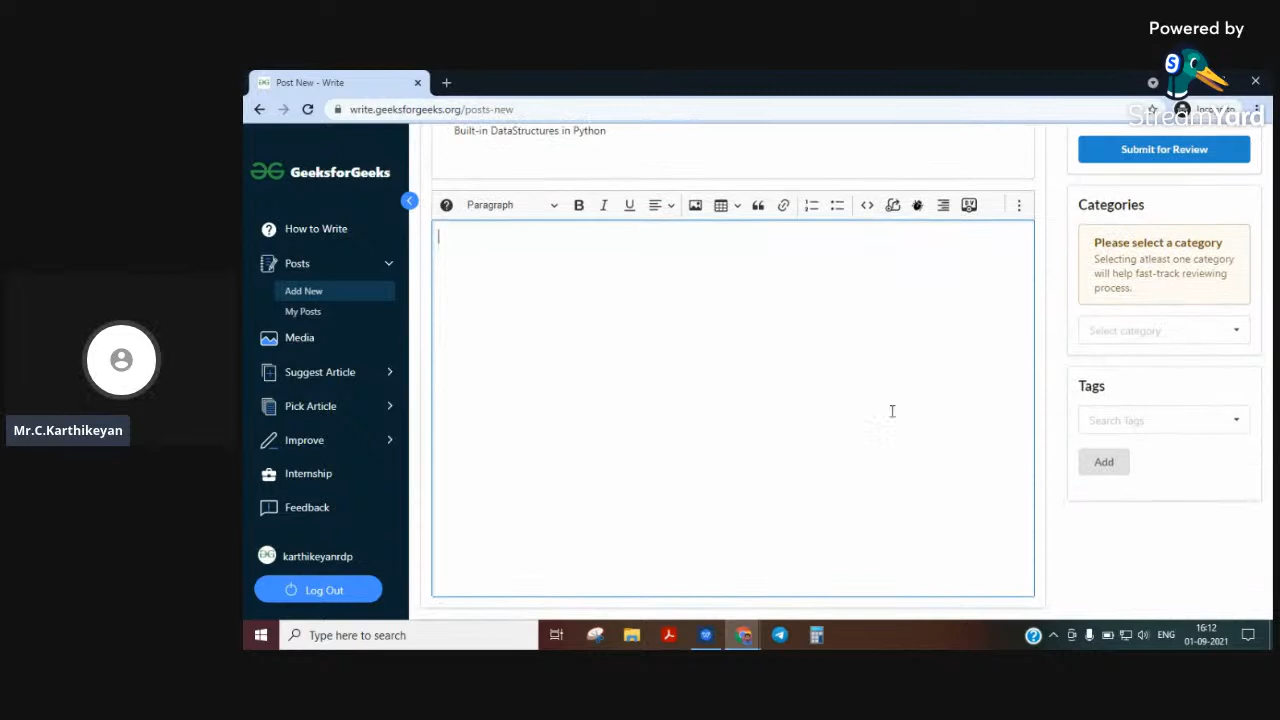 Powered by
S
StreamYard
Post New - Write
write.geeksforgeeks.org/posts-new
GeeksforGeeks
How to Write
Posts
Add New
My Posts
Media
Suggest Article
Pick Article
Improve
Internship
Feedback
karthikeyanrdp
Log Out
Built-in DataStructures in Python
Paragraph
B I U
Submit for Review
Categories
Please select a category
Selecting atleast one category
will help fast-track reviewing
process.
Select category
Tags
Search Tags
Add
Mr.C.Karthikeyan
Type here to search
ENG
16:12
01-09-2021